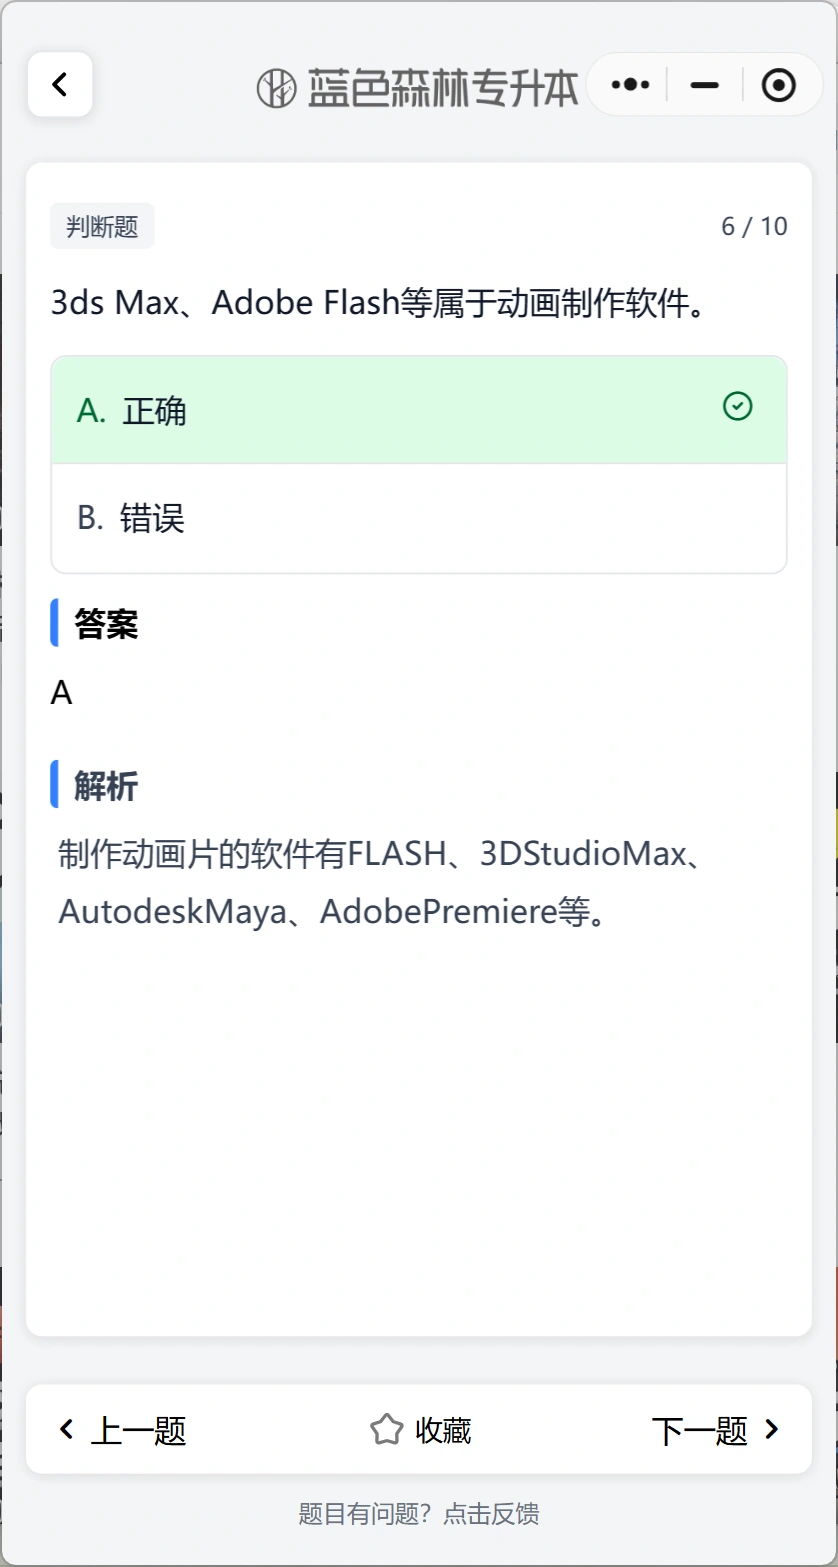 蓝色森林专升本
判断题
6 / 10
3ds Max、Adobe Flash等属于动画制作软件。
A. 正确
B. 错误
答案
A
解析
制作动画片的软件有FLASH、3DStudioMax、
AutodeskMaya、AdobePremiere等。
上一题
收藏
下一题
题目有问题？点击反馈